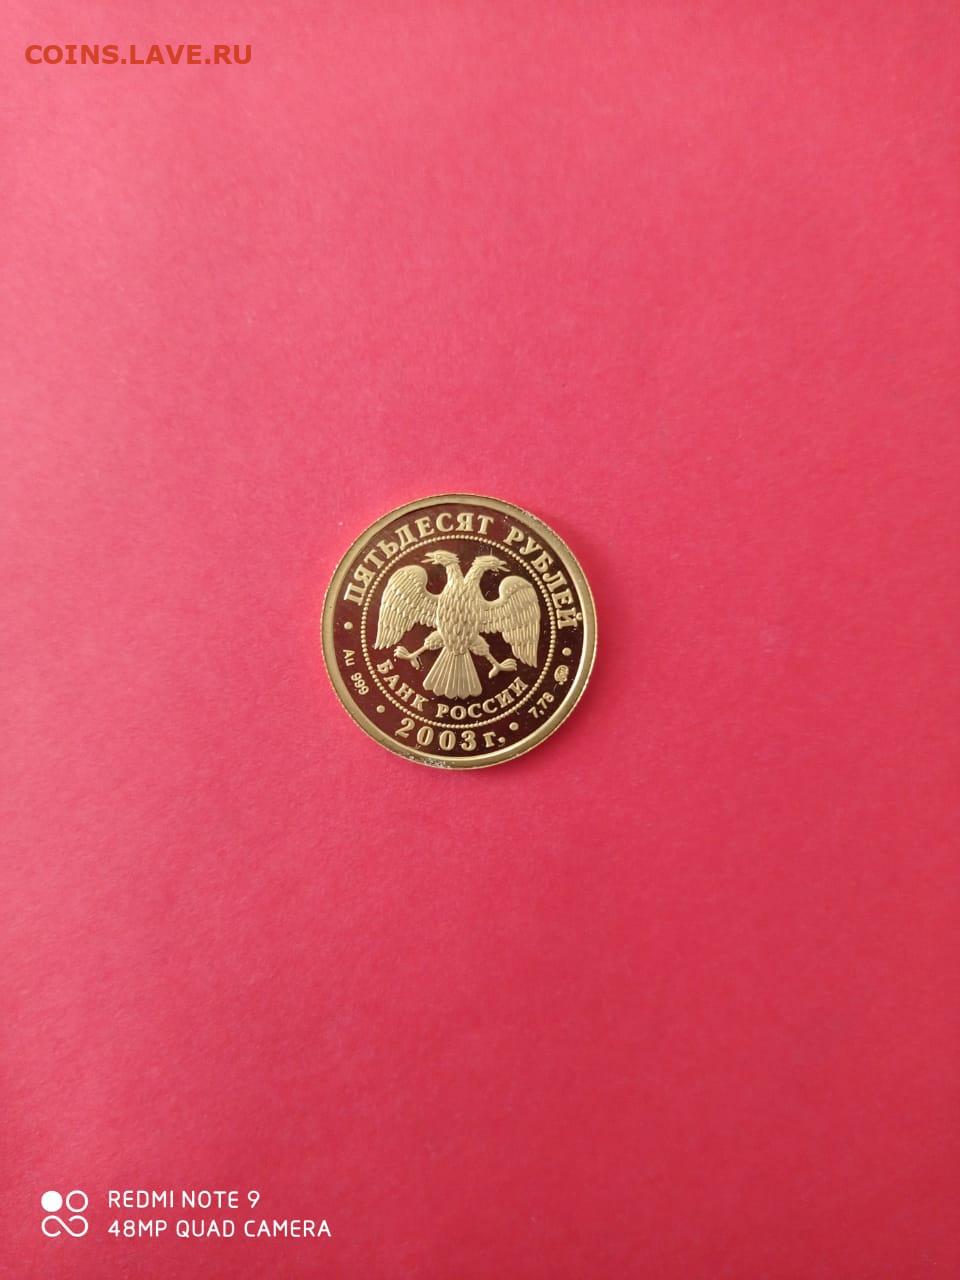 COINS.LAVE.RU
ПЯТЬДЕСЯТ РУБЛЕЙ
БАНК РОССИИ
Au 999
• 2003 г. •
7,78
REDMI NOTE 9
48MP QUAD CAMERA